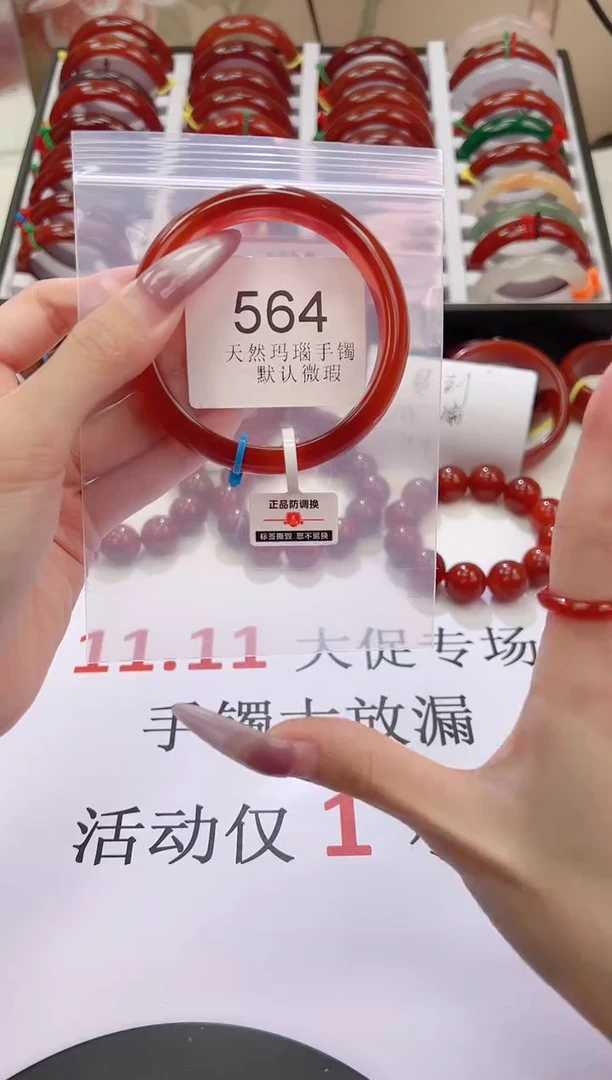 564
天然玛瑙手镯
默认微瑕
正品防调换
标签撕毁 恕不退换
11.11 大促专场
手镯大放漏
活动仅 1